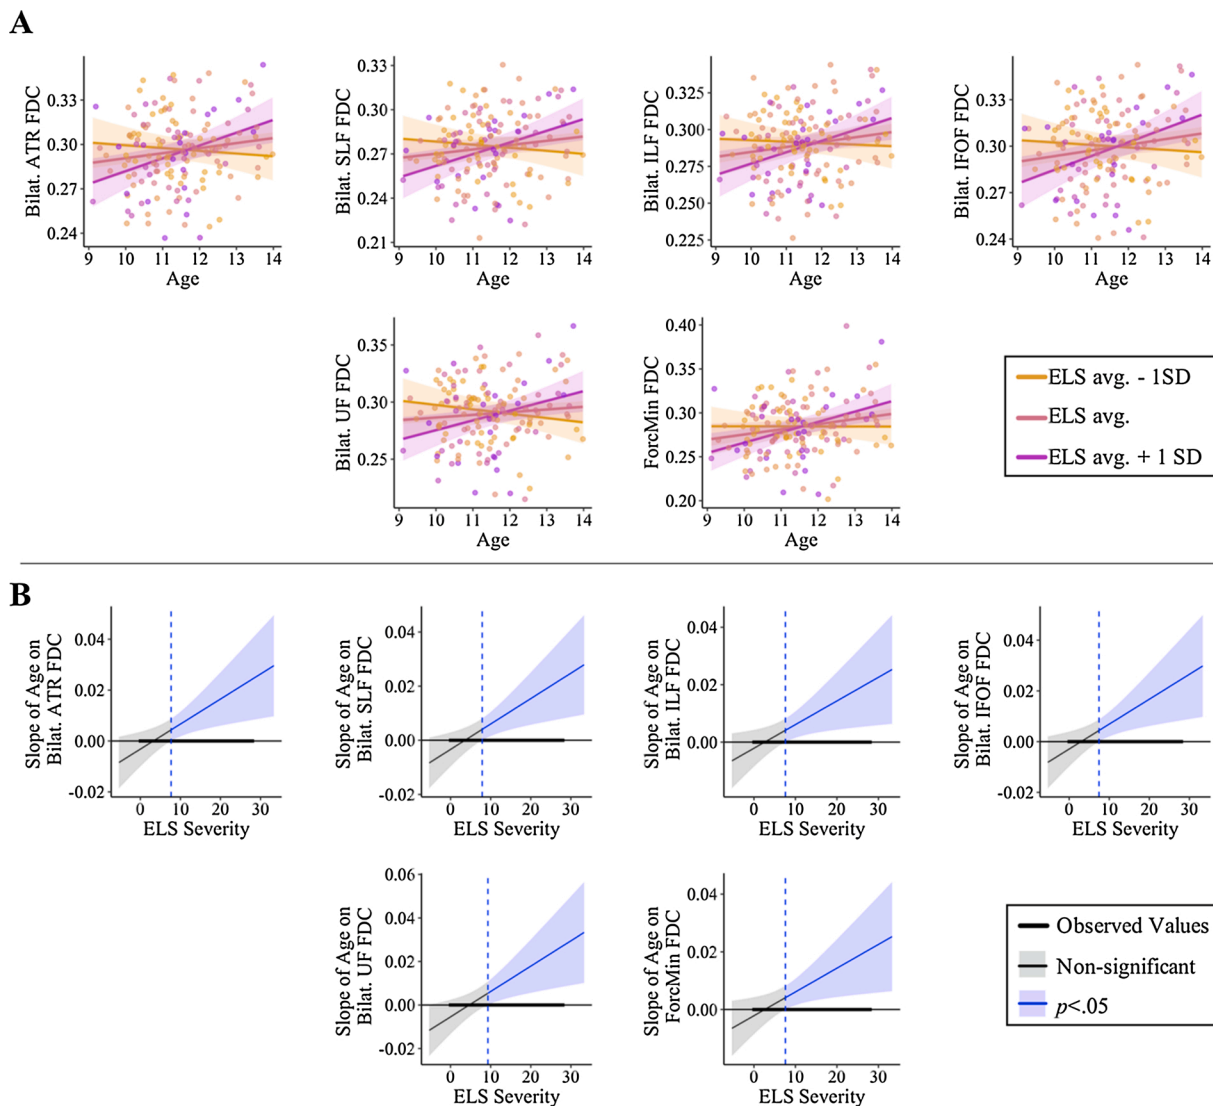 A
Bilat. ATR FDC
0.33
0.30
0.27
0.24
9 10 11 12 13 14
Age
Bilat. SLF FDC
0.33
0.30
0.27
0.24
0.21
9 10 11 12 13 14
Age
Bilat. ILF FDC
0.325
0.300
0.275
0.250
0.225
9 10 11 12 13 14
Age
Bilat. IFOF FDC
0.33
0.30
0.27
0.24
9 10 11 12 13 14
Age
Bilat. UF FDC
0.35
0.30
0.25
9 10 11 12 13 14
Age
ForcMin FDC
0.40
0.35
0.30
0.25
0.20
9 10 11 12 13 14
Age
ELS avg. - 1SD
ELS avg.
ELS avg. + 1 SD
B
Slope of Age on
Bilat. ATR FDC
0.04
0.02
0.00
-0.02
0 10 20 30
ELS Severity
Slope of Age on
Bilat. SLF FDC
0.04
0.02
0.00
-0.02
0 10 20 30
ELS Severity
Slope of Age on
Bilat. ILF FDC
0.04
0.02
0.00
0 10 20 30
ELS Severity
Slope of Age on
Bilat. IFOF FDC
0.04
0.02
0.00
-0.02
0 10 20 30
ELS Severity
Slope of Age on
Bilat. UF FDC
0.06
0.04
0.02
0.00
-0.02
0 10 20 30
ELS Severity
Slope of Age on
ForcMin FDC
0.04
0.02
0.00
0 10 20 30
ELS Severity
Observed Values
Non-significant
p<.05